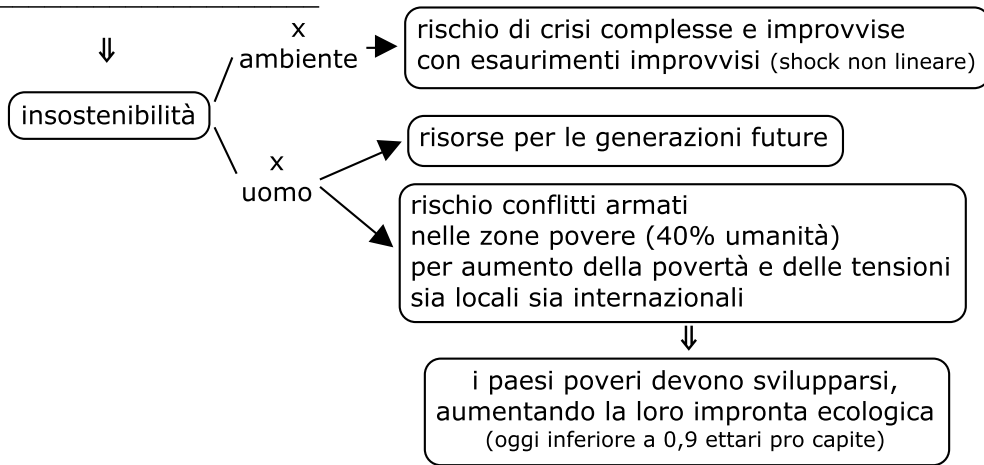 ⇓
insostenibilità
x
ambiente
rischio di crisi complesse e improvvise
con esaurimenti improvvisi (shock non lineare)
x
uomo
risorse per le generazioni future
rischio conflitti armati
nelle zone povere (40% umanità)
per aumento della povertà e delle tensioni
sia locali sia internazionali
⇓
i paesi poveri devono svilupparsi,
aumentando la loro impronta ecologica
(oggi inferiore a 0,9 ettari pro capite)